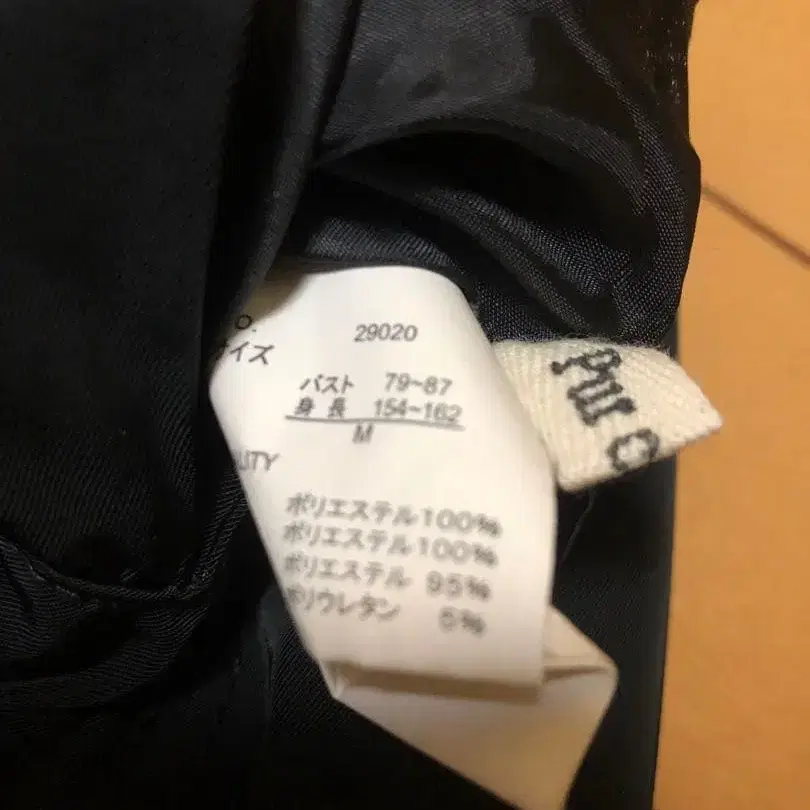 O. 29020
サイズ
バスト 79~87
身長 154~162
M
LITY
ポリエステル100%
ポリエステル100%
ポリエステル 95%
ポリウレタン 5%
Pur